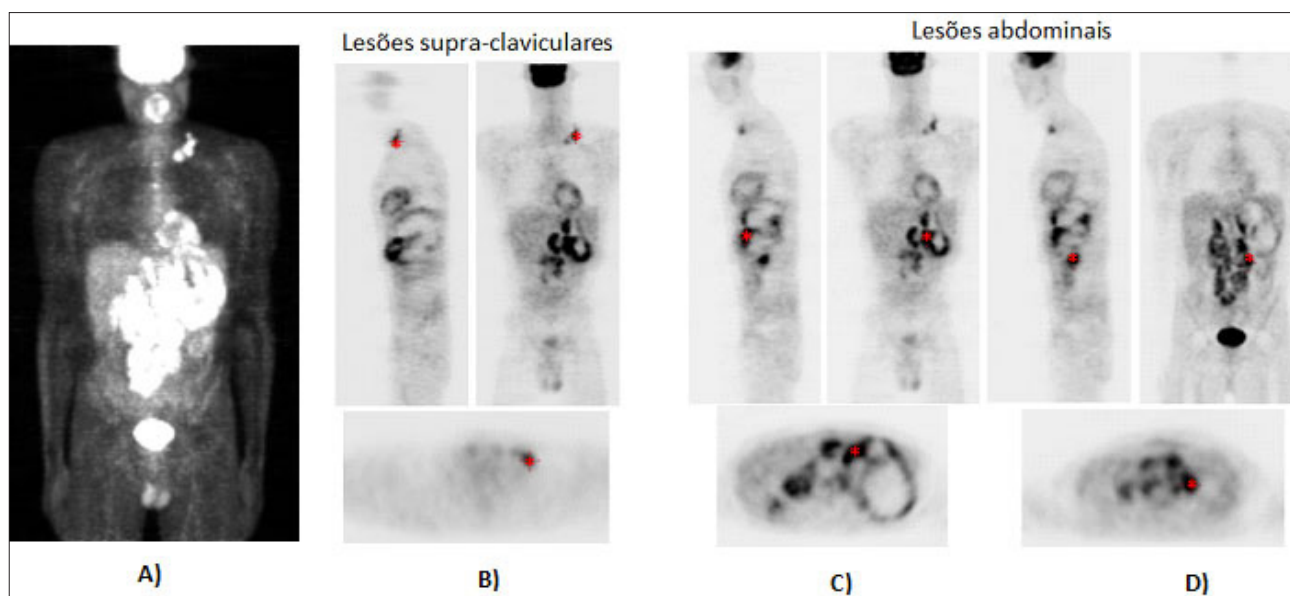 Lesões supra-claviculares
Lesões abdominais
A)
B)
C)
D)